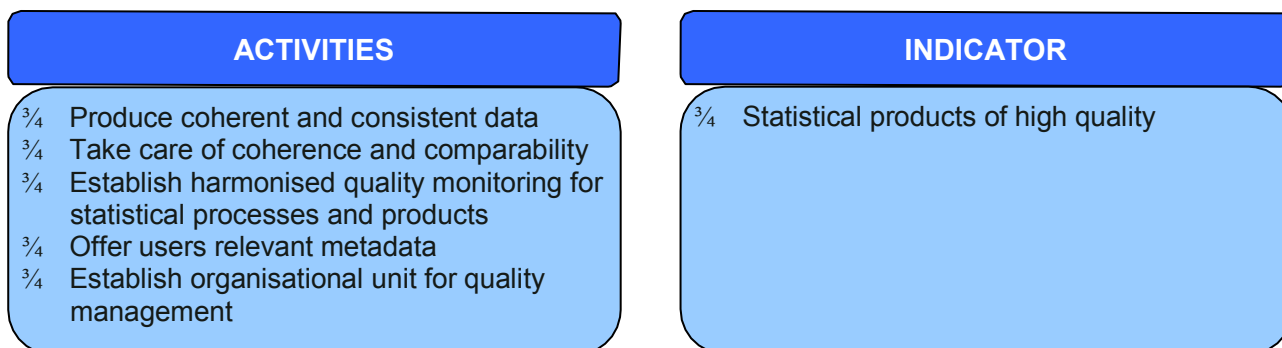 ACTIVITIES
¾ Produce coherent and consistent data
¾ Take care of coherence and comparability
¾ Establish harmonised quality monitoring for
statistical processes and products
¾ Offer users relevant metadata
¾ Establish organisational unit for quality
management
INDICATOR
¾ Statistical products of high quality